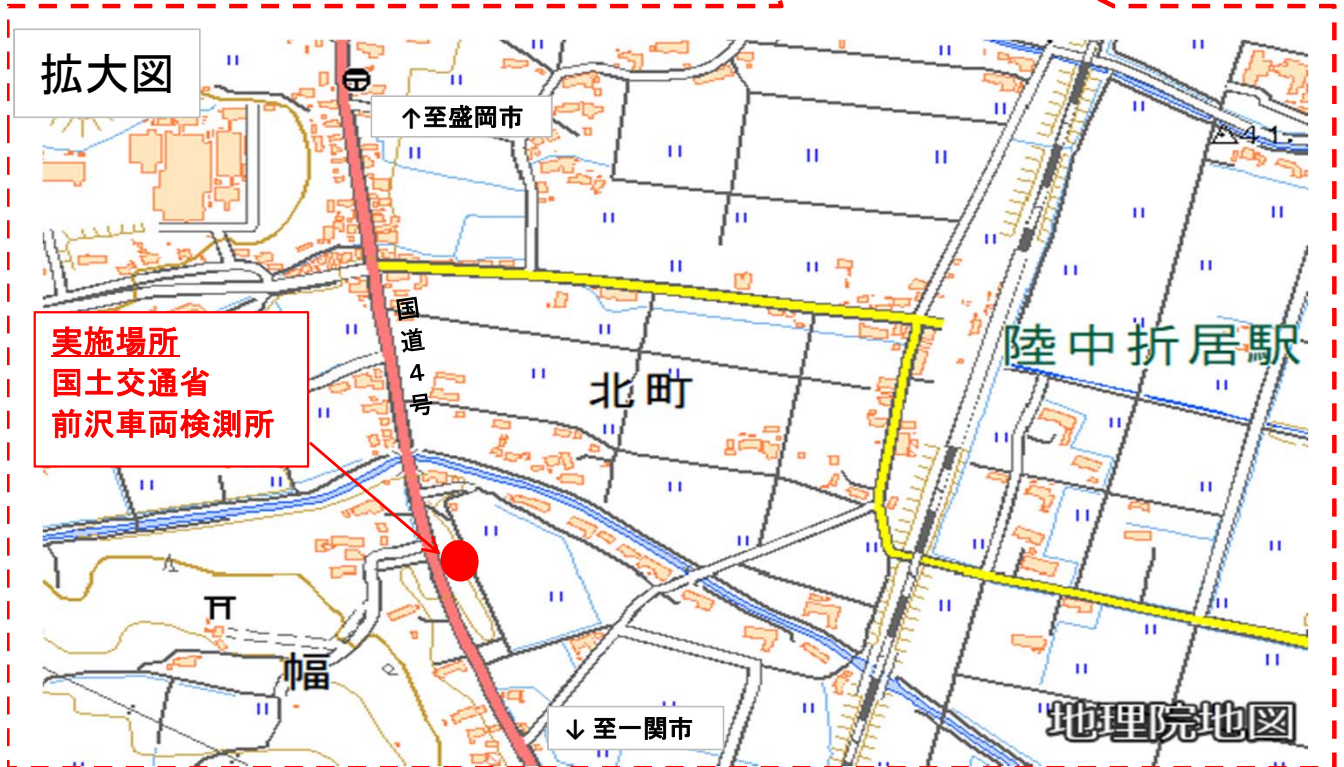 拡大図
↑至盛岡市
41.
国道4号
陸中折居駅
実施場所
国土交通省
前沢車両検測所
北町
幅
↓至一関市
地理院地図